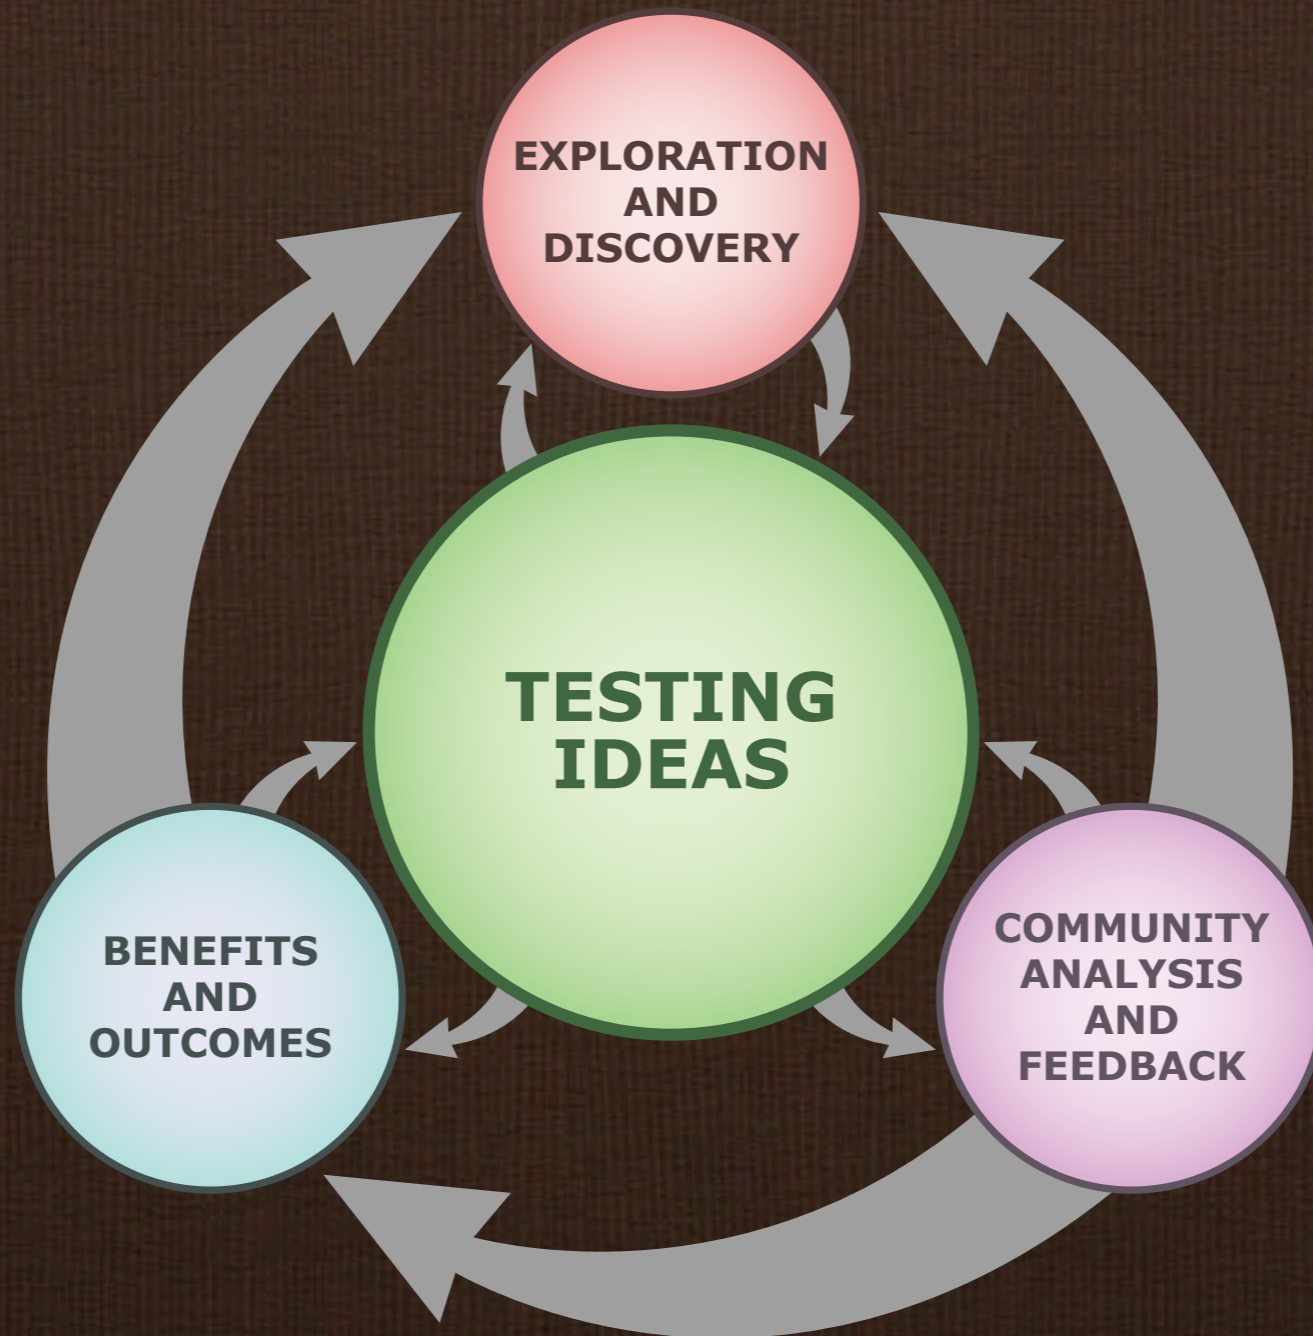 EXPLORATION
AND
DISCOVERY
TESTING
IDEAS
BENEFITS
AND
OUTCOMES
COMMUNITY
ANALYSIS
AND
FEEDBACK